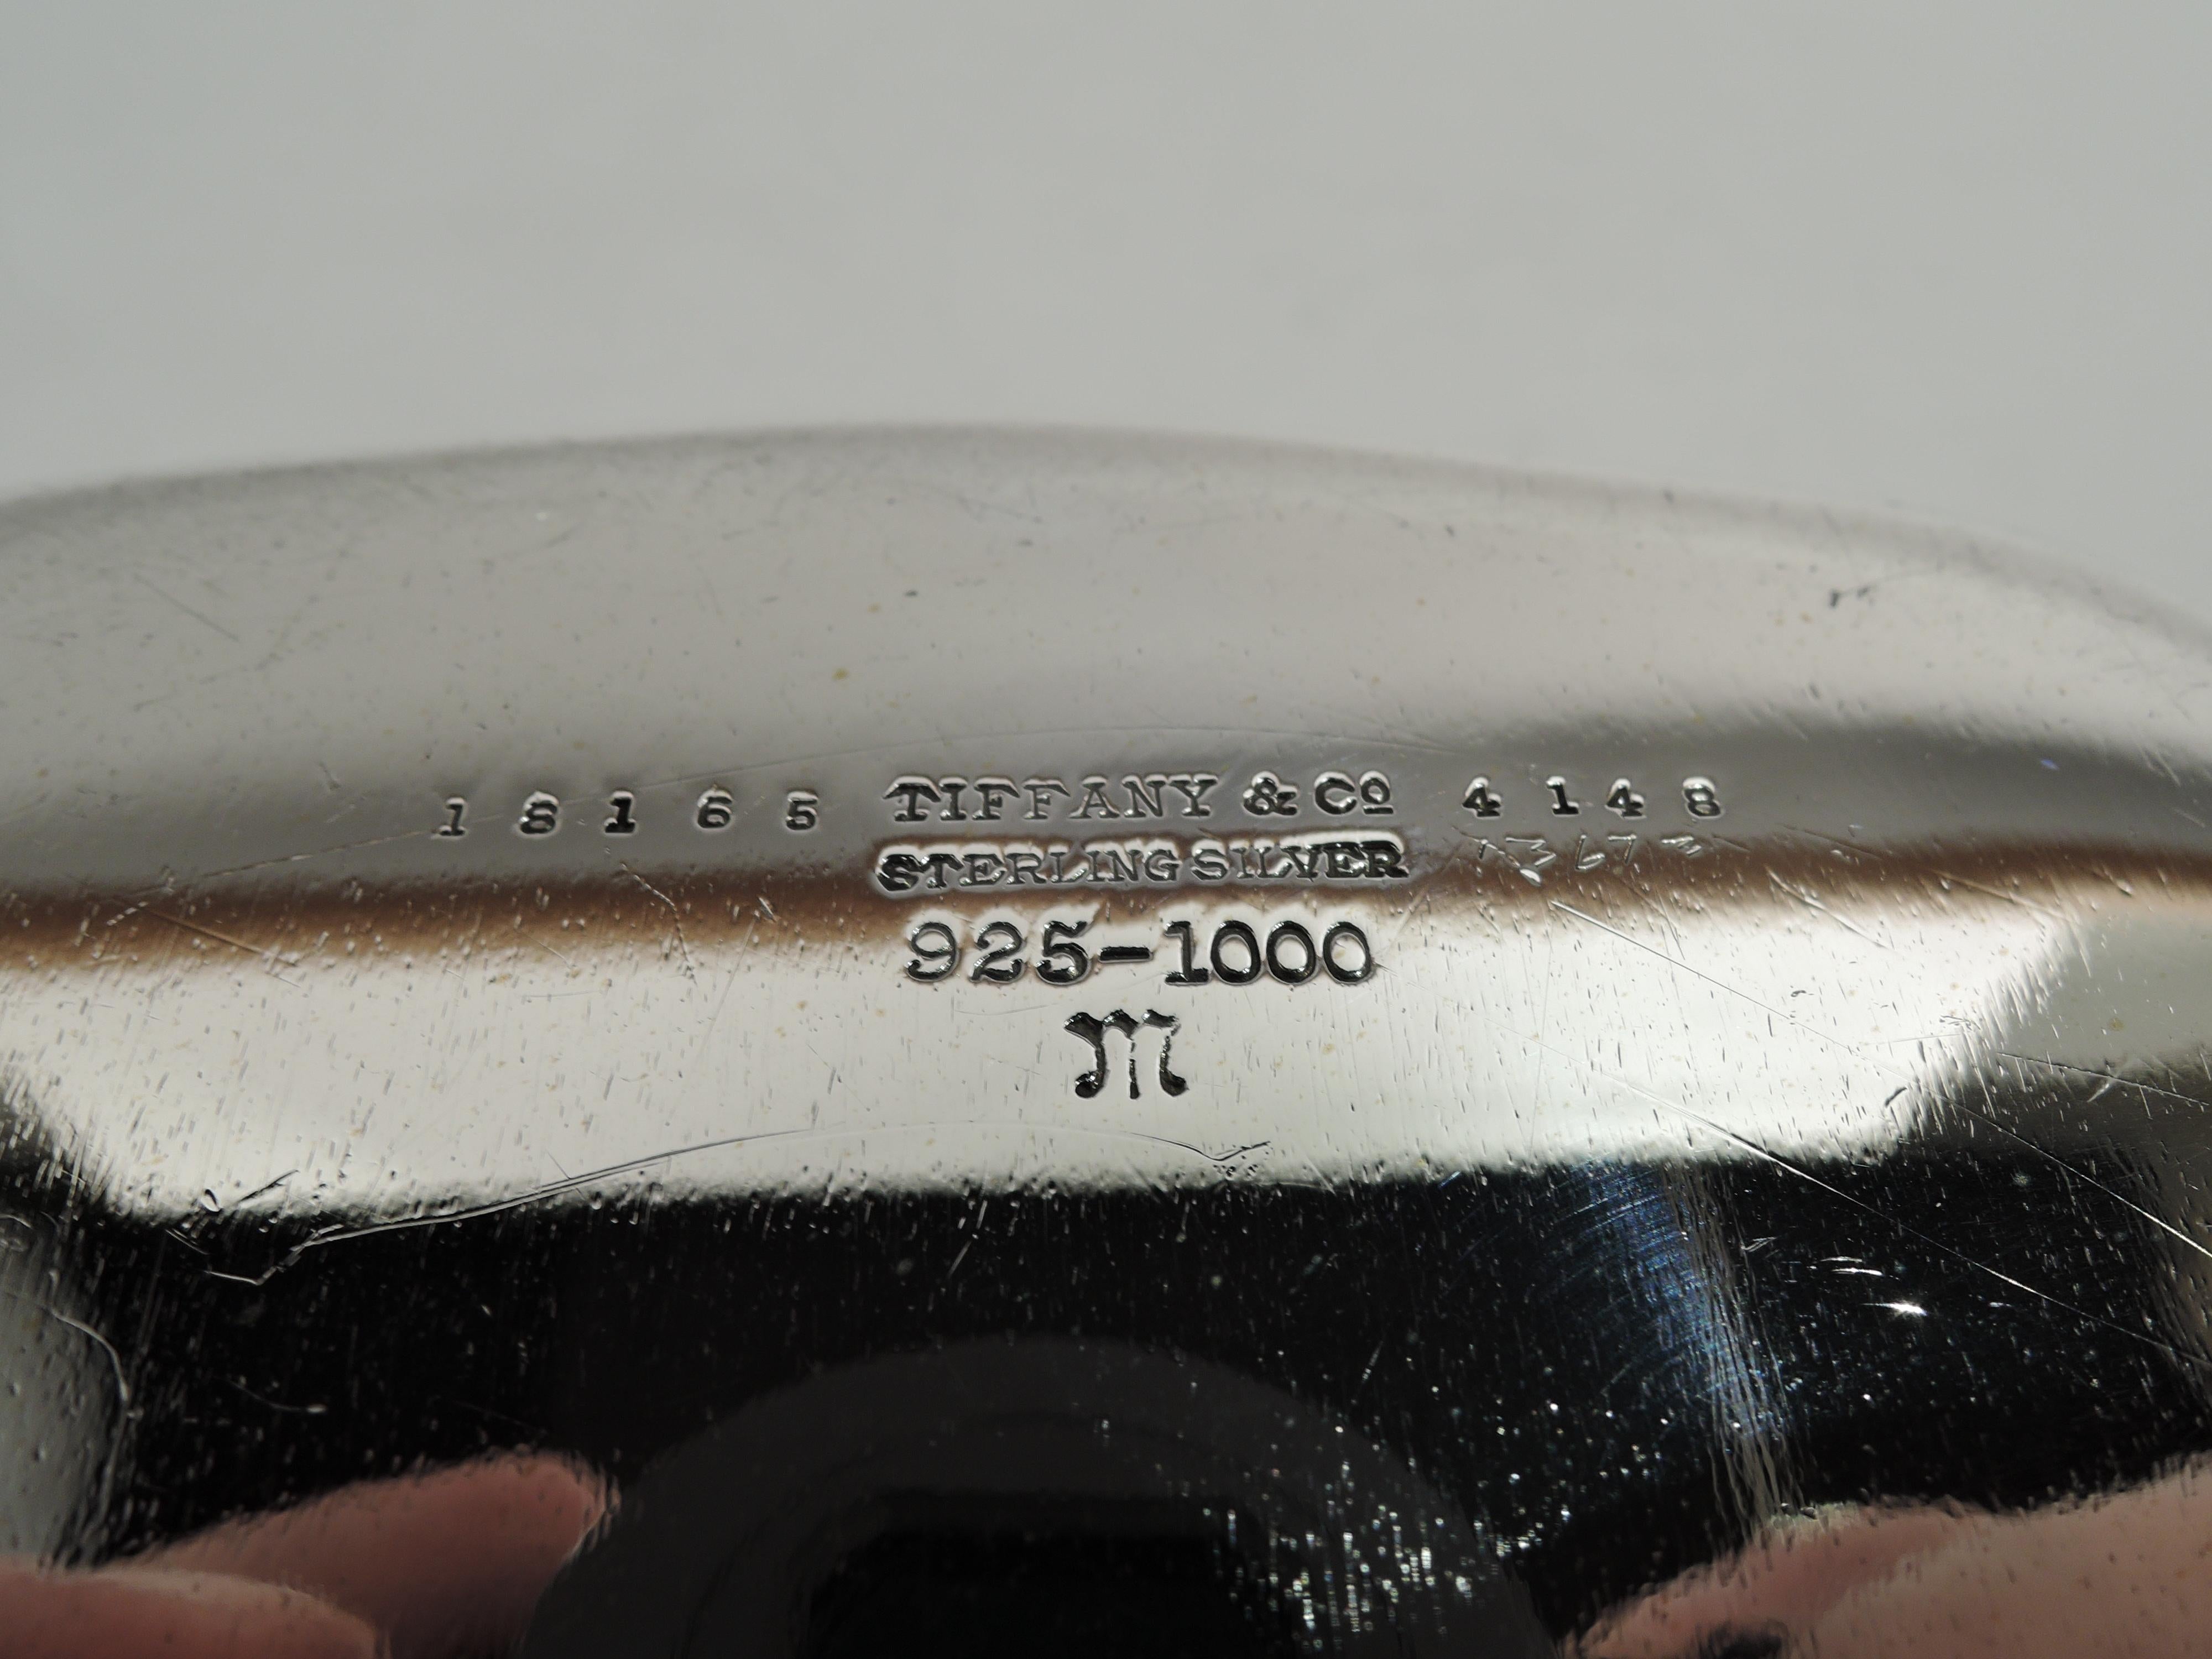 18165 TIFFANY & Co 4148
STERLING SILVER
925-1000
M